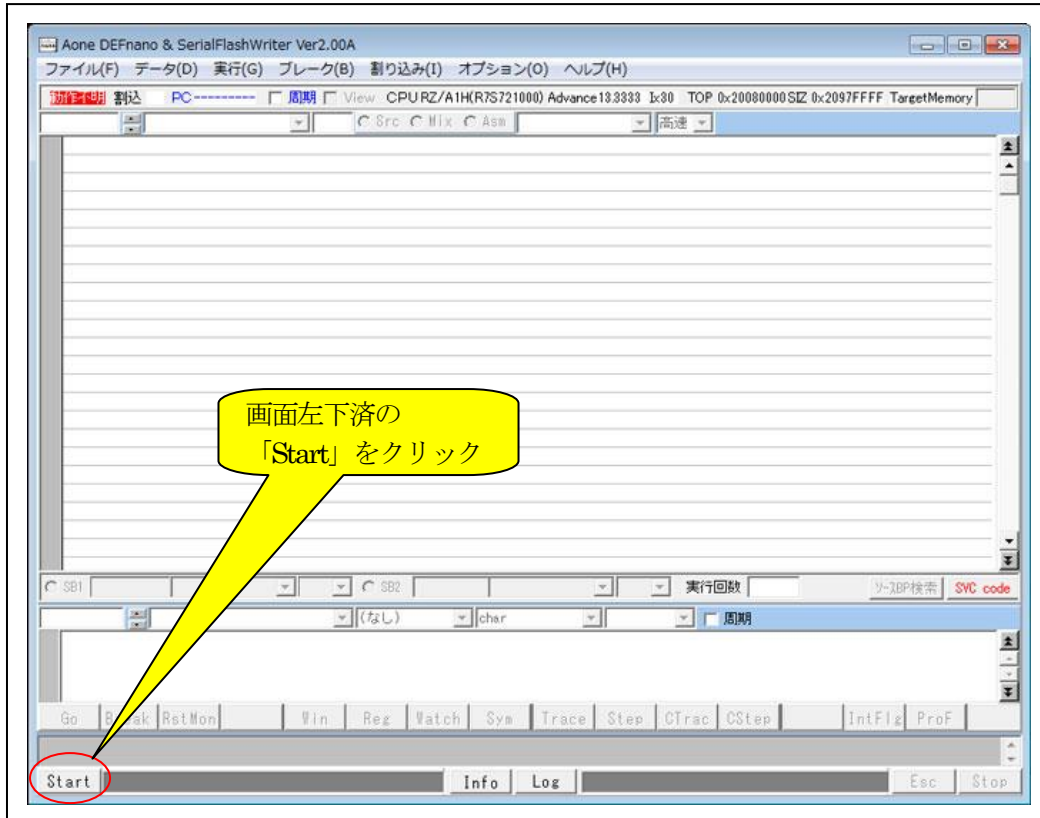 Aone DEFnano & SerialFlashWriter Ver2.00A
ファイル(F) データ(D) 実行(G) ブレーク(B) 割り込み(I) オプション(O) ヘルプ(H)
動作不明 割込 PC--------- 周期 View CPU RZ/A1H(R7S721000) Advance13.3333 Ix30 TOP 0x20080000 SIZ 0x2097FFFF TargetMemory
Src Mix Asm 高速
画面左下済の
「Start」をクリック
SB1 SB2 実行回数 ソースBP検索 SVC code
(なし) char 周期
Go Break RstMon Win Reg Watch Sym Trace Step CTrac CStep IntFlg ProF
Start Info Log Esc Stop